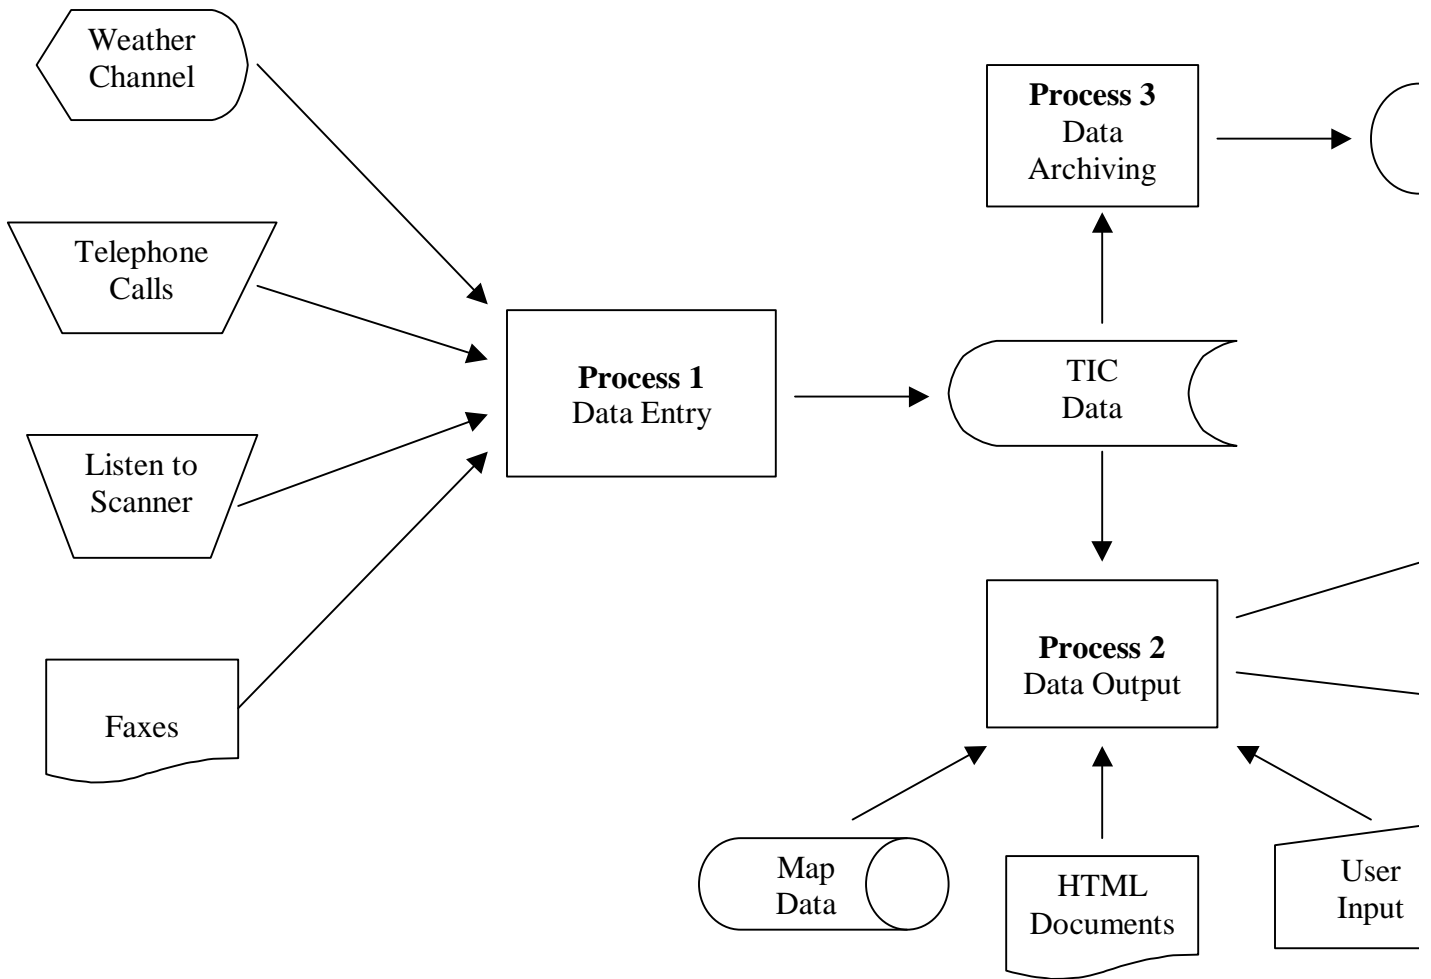 Weather
Channel
Process 3
Data
Archiving
Telephone
Calls
Process 1
Data Entry
TIC
Data
Listen to
Scanner
Process 2
Data Output
Faxes
Map
Data
HTML
Documents
User
Input